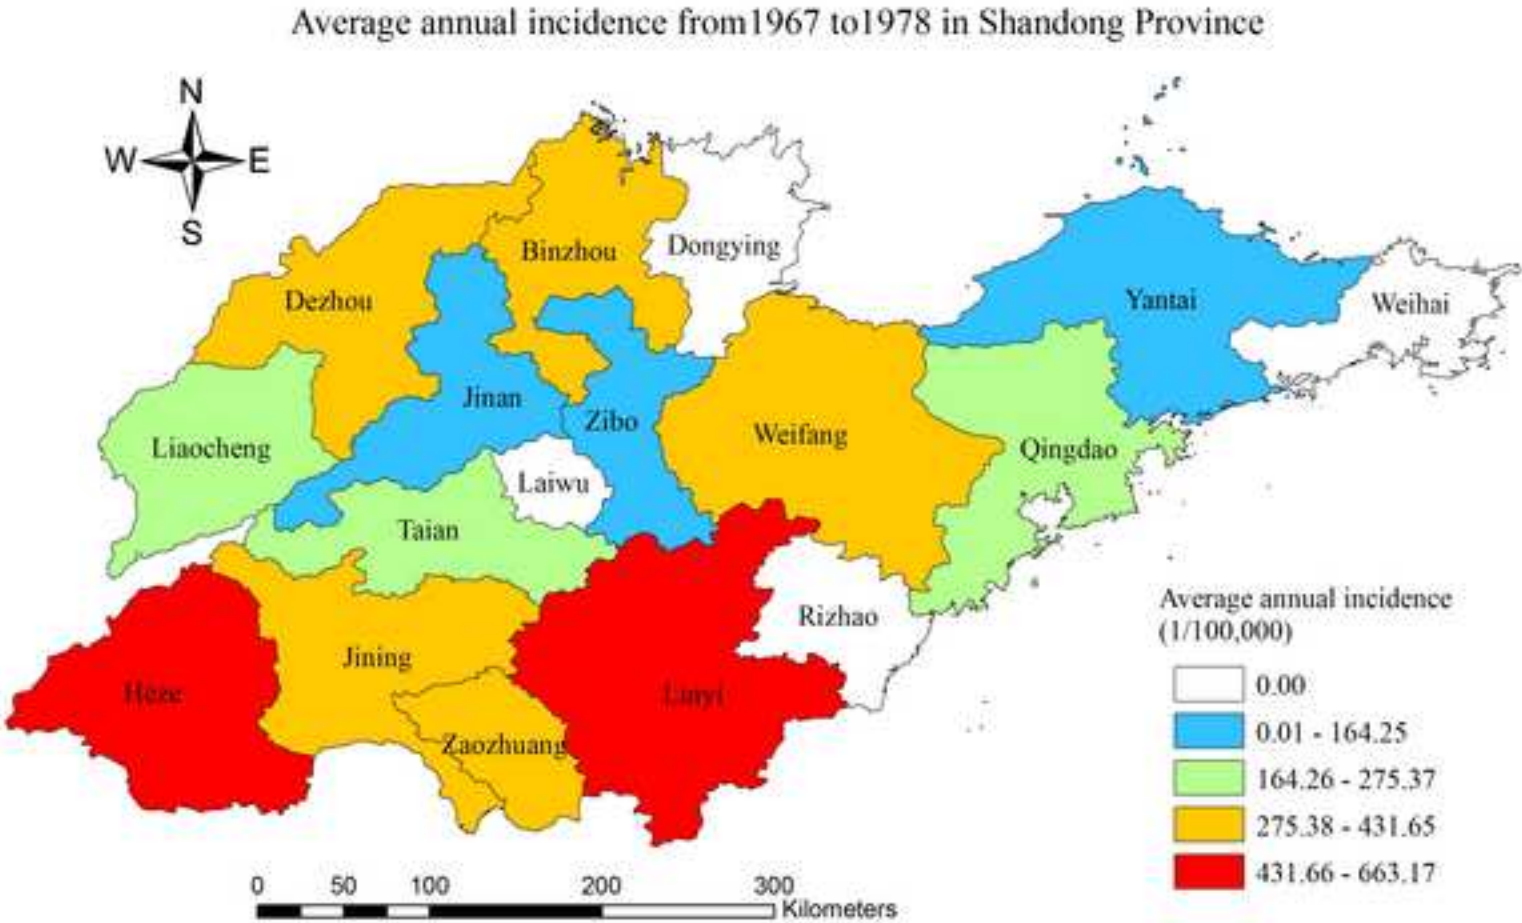 Average annual incidence from1967 to1978 in Shandong Province
N
W E
S
Binzhou
Dongying
Dezhou
Yantai
Weihai
Jinan
Zibo
Weifang
Liaocheng
Qingdao
Laiwu
Taian
Rizhao
Jining
Heze
Linyi
Zaozhuang
Average annual incidence
(1/100,000)
0.00
0.01 - 164.25
164.26 - 275.37
275.38 - 431.65
431.66 - 663.17
0 50 100 200 300
Kilometers